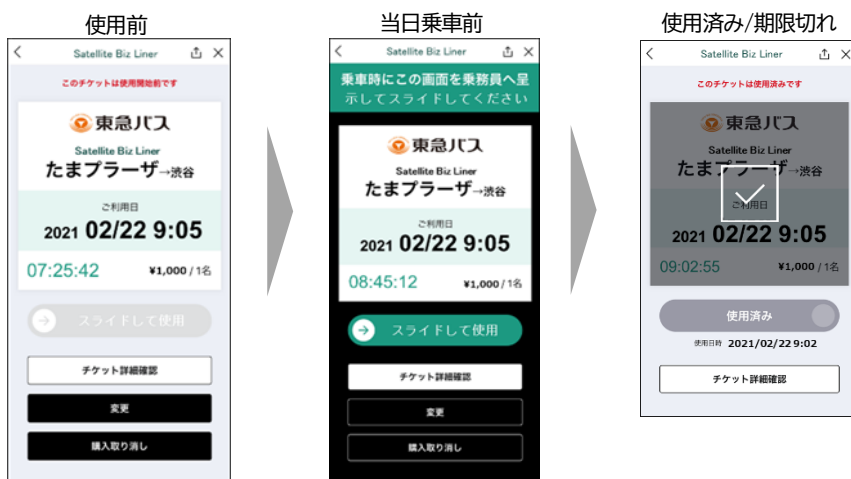 使用前
Satellite Biz Liner
このチケットは使用開始前です
東急バス
Satellite Biz Liner
たまプラーザ→渋谷
ご利用日
2021 02/22 9:05
07:25:42 ¥1,000 / 1名
スライドして使用
チケット詳細確認
変更
購入取り消し
当日乗車前
Satellite Biz Liner
乗車時にこの画面を乗務員へ呈
示してスライドしてください
東急バス
Satellite Biz Liner
たまプラーザ→渋谷
ご利用日
2021 02/22 9:05
08:45:12 ¥1,000 / 1名
スライドして使用
チケット詳細確認
変更
購入取り消し
使用済み/期限切れ
Satellite Biz Liner
このチケットは使用済みです
東急バス
Satellite Biz Liner
たまプラーザ→渋谷
ご利用日
2021 02/22 9:05
09:02:55 ¥1,000 / 1名
使用済み
使用日時 2021/02/22 9:02
チケット詳細確認